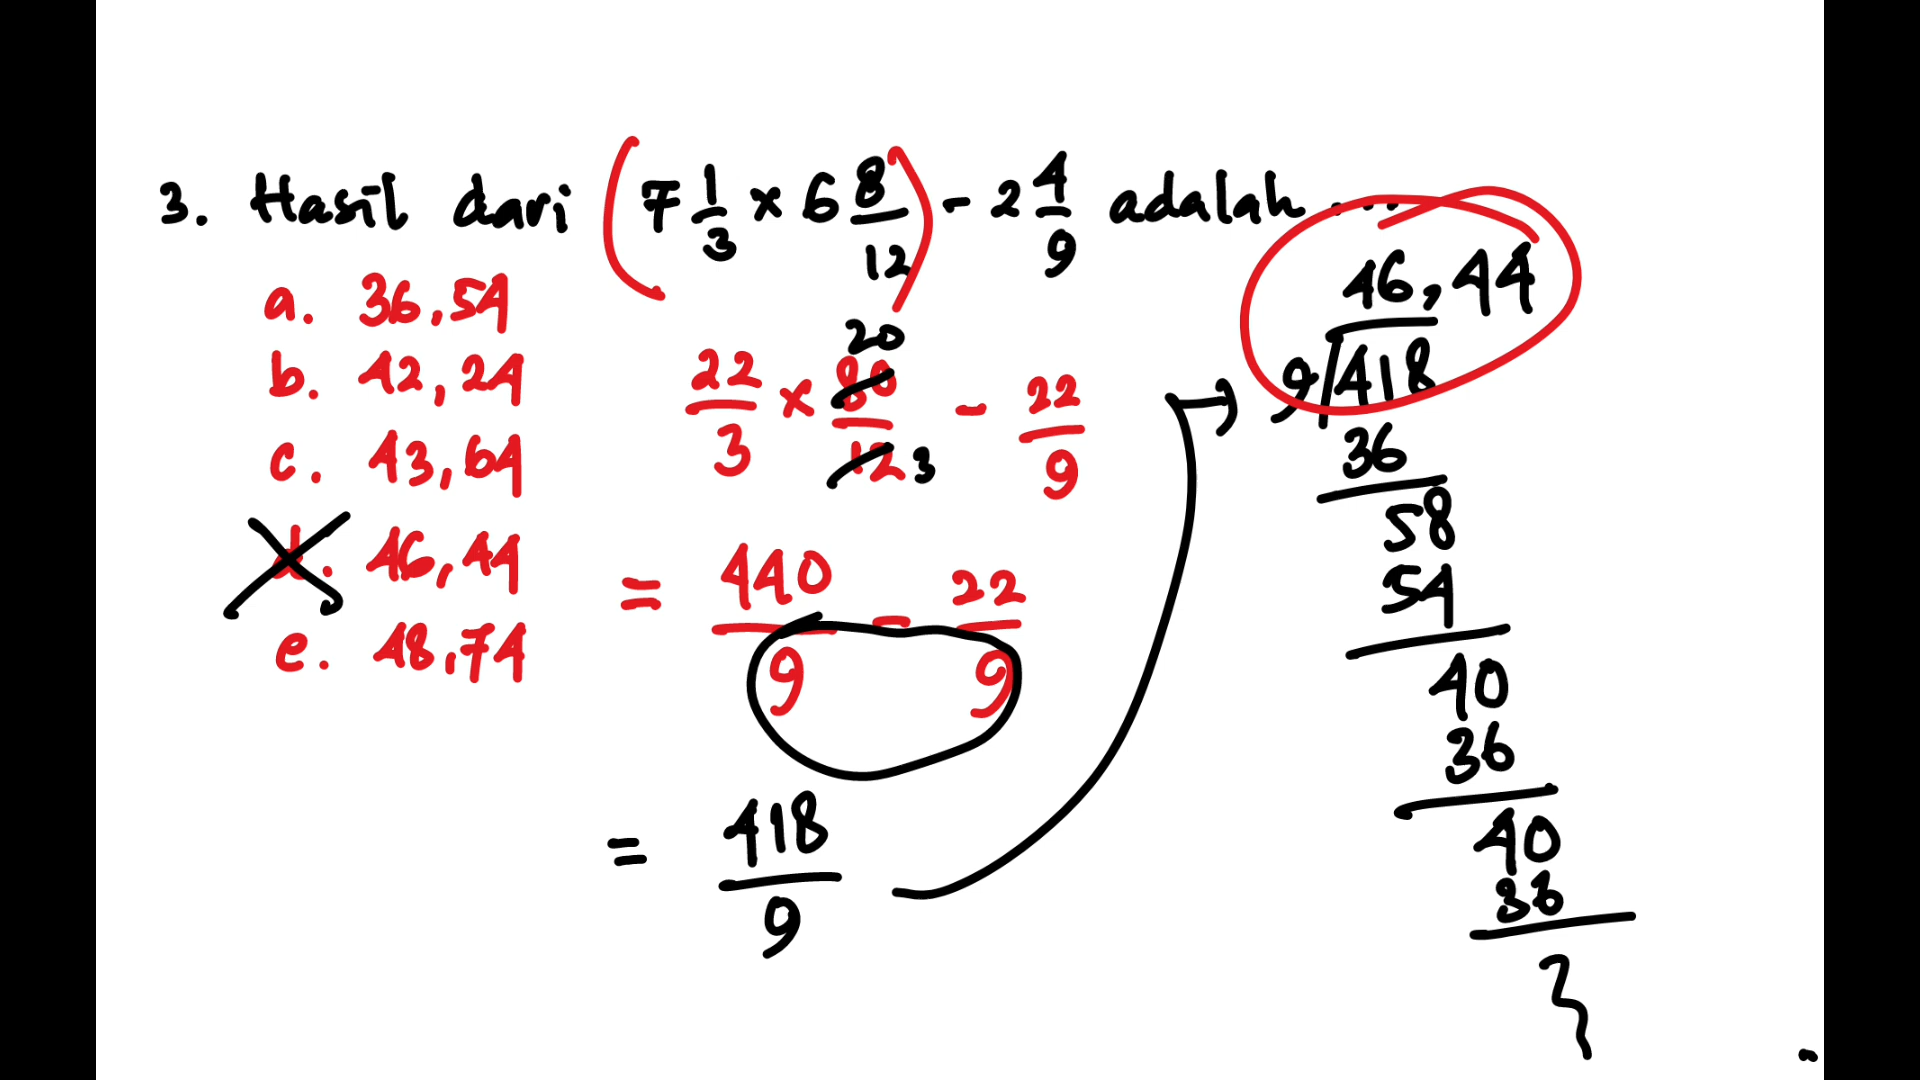 3. Hasil dari (7 1/3 × 6 8/12) - 2 4/9 adalah ....
a. 36,54
b. 42,24
c. 43,64
d. 46,44
e. 48,74
20
22/3 × 80/12 3 - 22/9
= 440/9 - 22/9
= 418/9
46,44
9 418
36
58
54
40
36
40
36